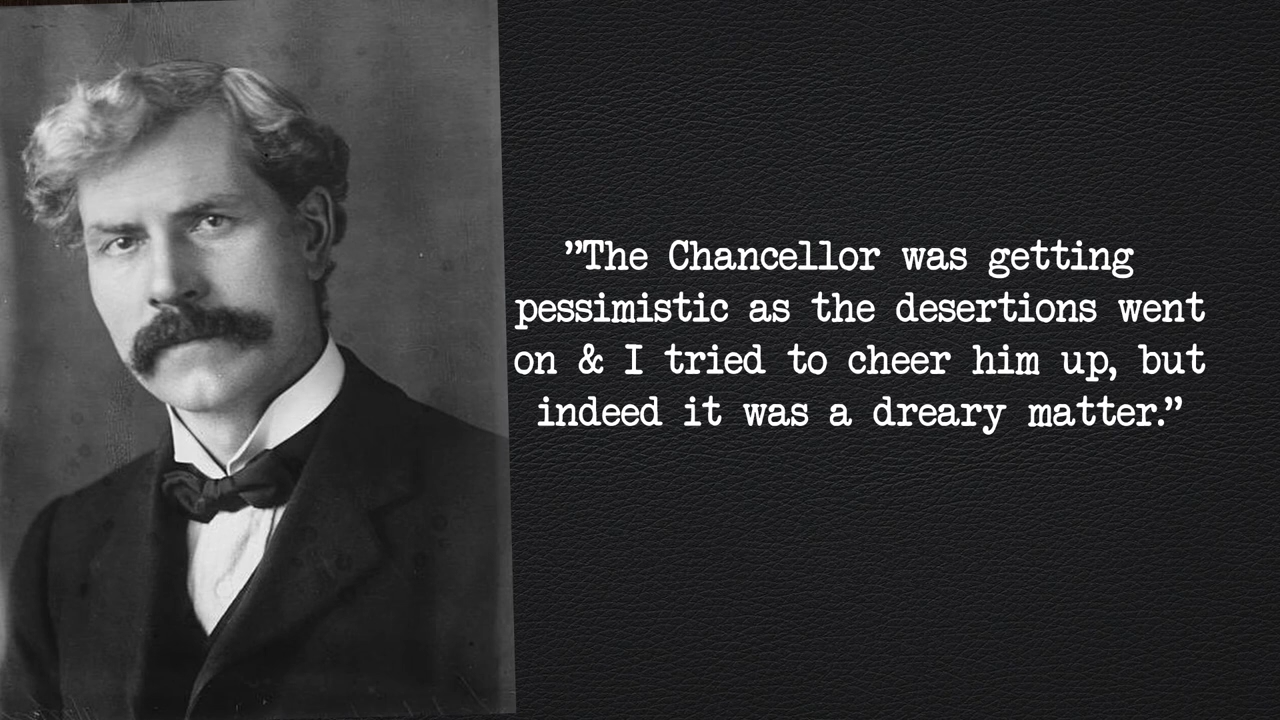 ”The Chancellor was getting
pessimistic as the desertions went
on & I tried to cheer him up, but
indeed it was a dreary matter.”